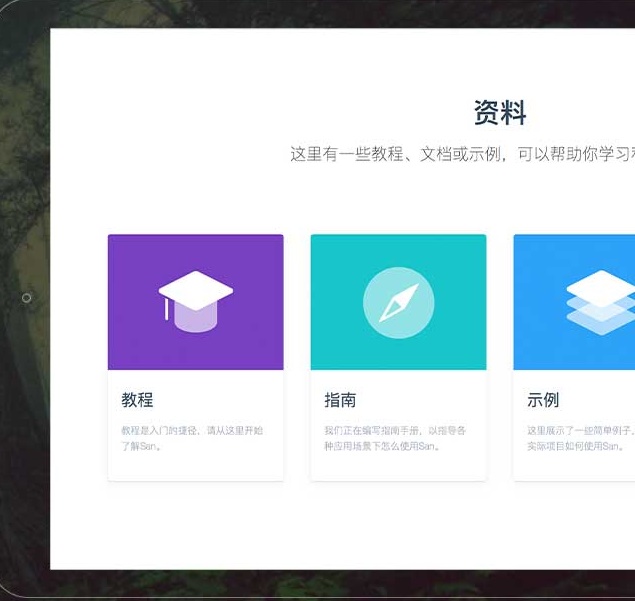 资料
这里有一些教程、文档或示例，可以帮助你学习
教程
教程是入门的捷径，请从这里开始
了解San。
指南
我们正在编写指南手册，以指导各
种应用场景下怎么使用San。
示例
这里展示了一些简单例子，
实际项目如何使用San。